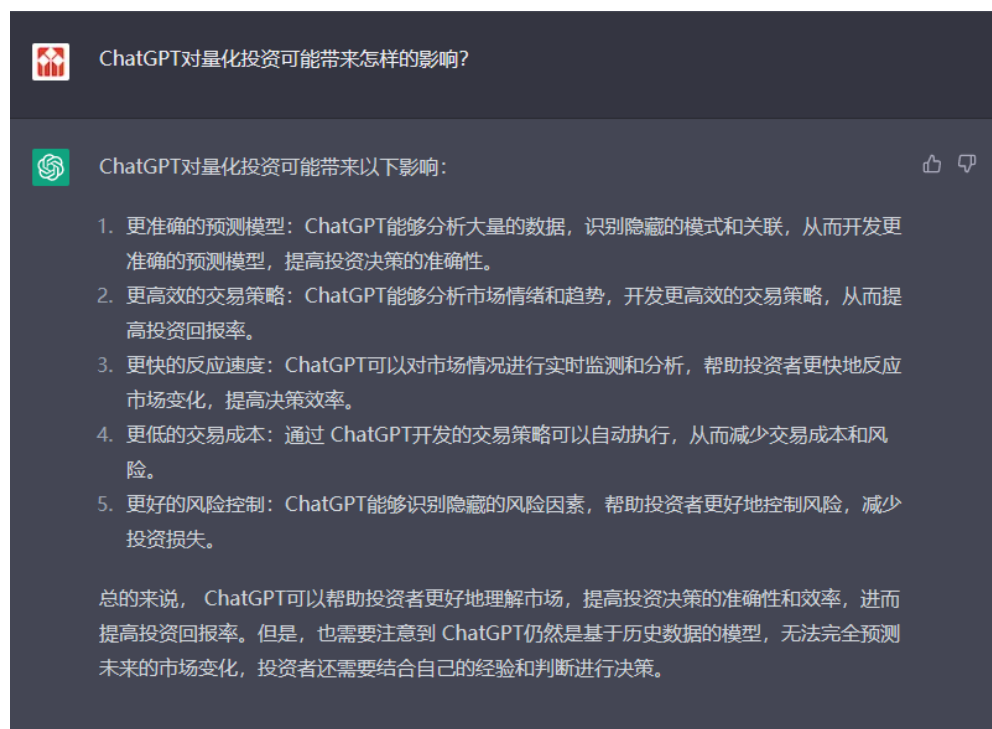 ChatGPT对量化投资可能带来怎样的影响?
ChatGPT对量化投资可能带来以下影响：
1. 更准确的预测模型：ChatGPT能够分析大量的数据，识别隐藏的模式和关联，从而开发更
准确的预测模型，提高投资决策的准确性。
2. 更高效的交易策略：ChatGPT能够分析市场情绪和趋势，开发更高效的交易策略，从而提
高投资回报率。
3. 更快的反应速度：ChatGPT可以对市场情况进行实时监测和分析，帮助投资者更快地反应
市场变化，提高决策效率。
4. 更低的交易成本：通过 ChatGPT开发的交易策略可以自动执行，从而减少交易成本和风
险。
5. 更好的风险控制：ChatGPT能够识别隐藏的风险因素，帮助投资者更好地控制风险，减少
投资损失。
总的来说， ChatGPT可以帮助投资者更好地理解市场，提高投资决策的准确性和效率，进而
提高投资回报率。但是，也需要注意到 ChatGPT仍然是基于历史数据的模型，无法完全预测
未来的市场变化，投资者还需要结合自己的经验和判断进行决策。